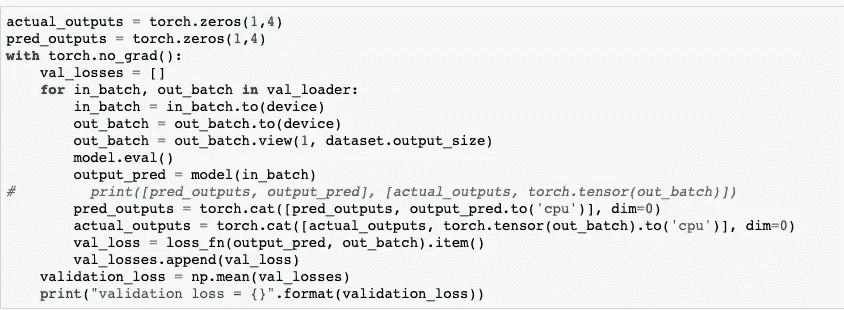 actual_outputs = torch.zeros(1,4)
pred_outputs = torch.zeros(1,4)
with torch.no_grad():
    val_losses = []
    for in_batch, out_batch in val_loader:
        in_batch = in_batch.to(device)
        out_batch = out_batch.to(device)
        out_batch = out_batch.view(1, dataset.output_size)
        model.eval()
        output_pred = model(in_batch)
#         print([pred_outputs, output_pred], [actual_outputs, torch.tensor(out_batch)])
        pred_outputs = torch.cat([pred_outputs, output_pred.to('cpu')], dim=0)
        actual_outputs = torch.cat([actual_outputs, torch.tensor(out_batch).to('cpu')], dim=0)
        val_loss = loss_fn(output_pred, out_batch).item()
        val_losses.append(val_loss)
    validation_loss = np.mean(val_losses)
    print("validation loss = {}".format(validation_loss))